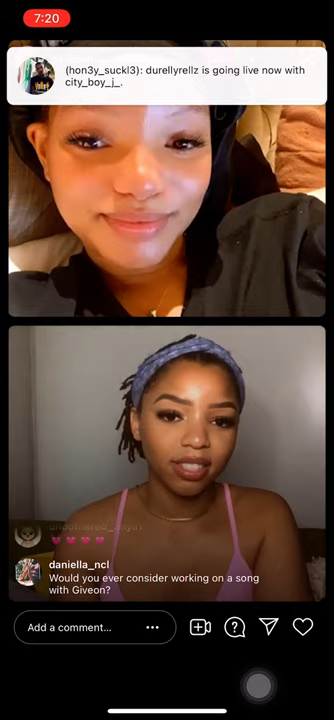 7:20
(hon3y_suckl3): durellyrellz is going live now with
city_boy_j_.
daniella_ncl
Would you ever consider working on a song
with Giveon?
Add a comment...